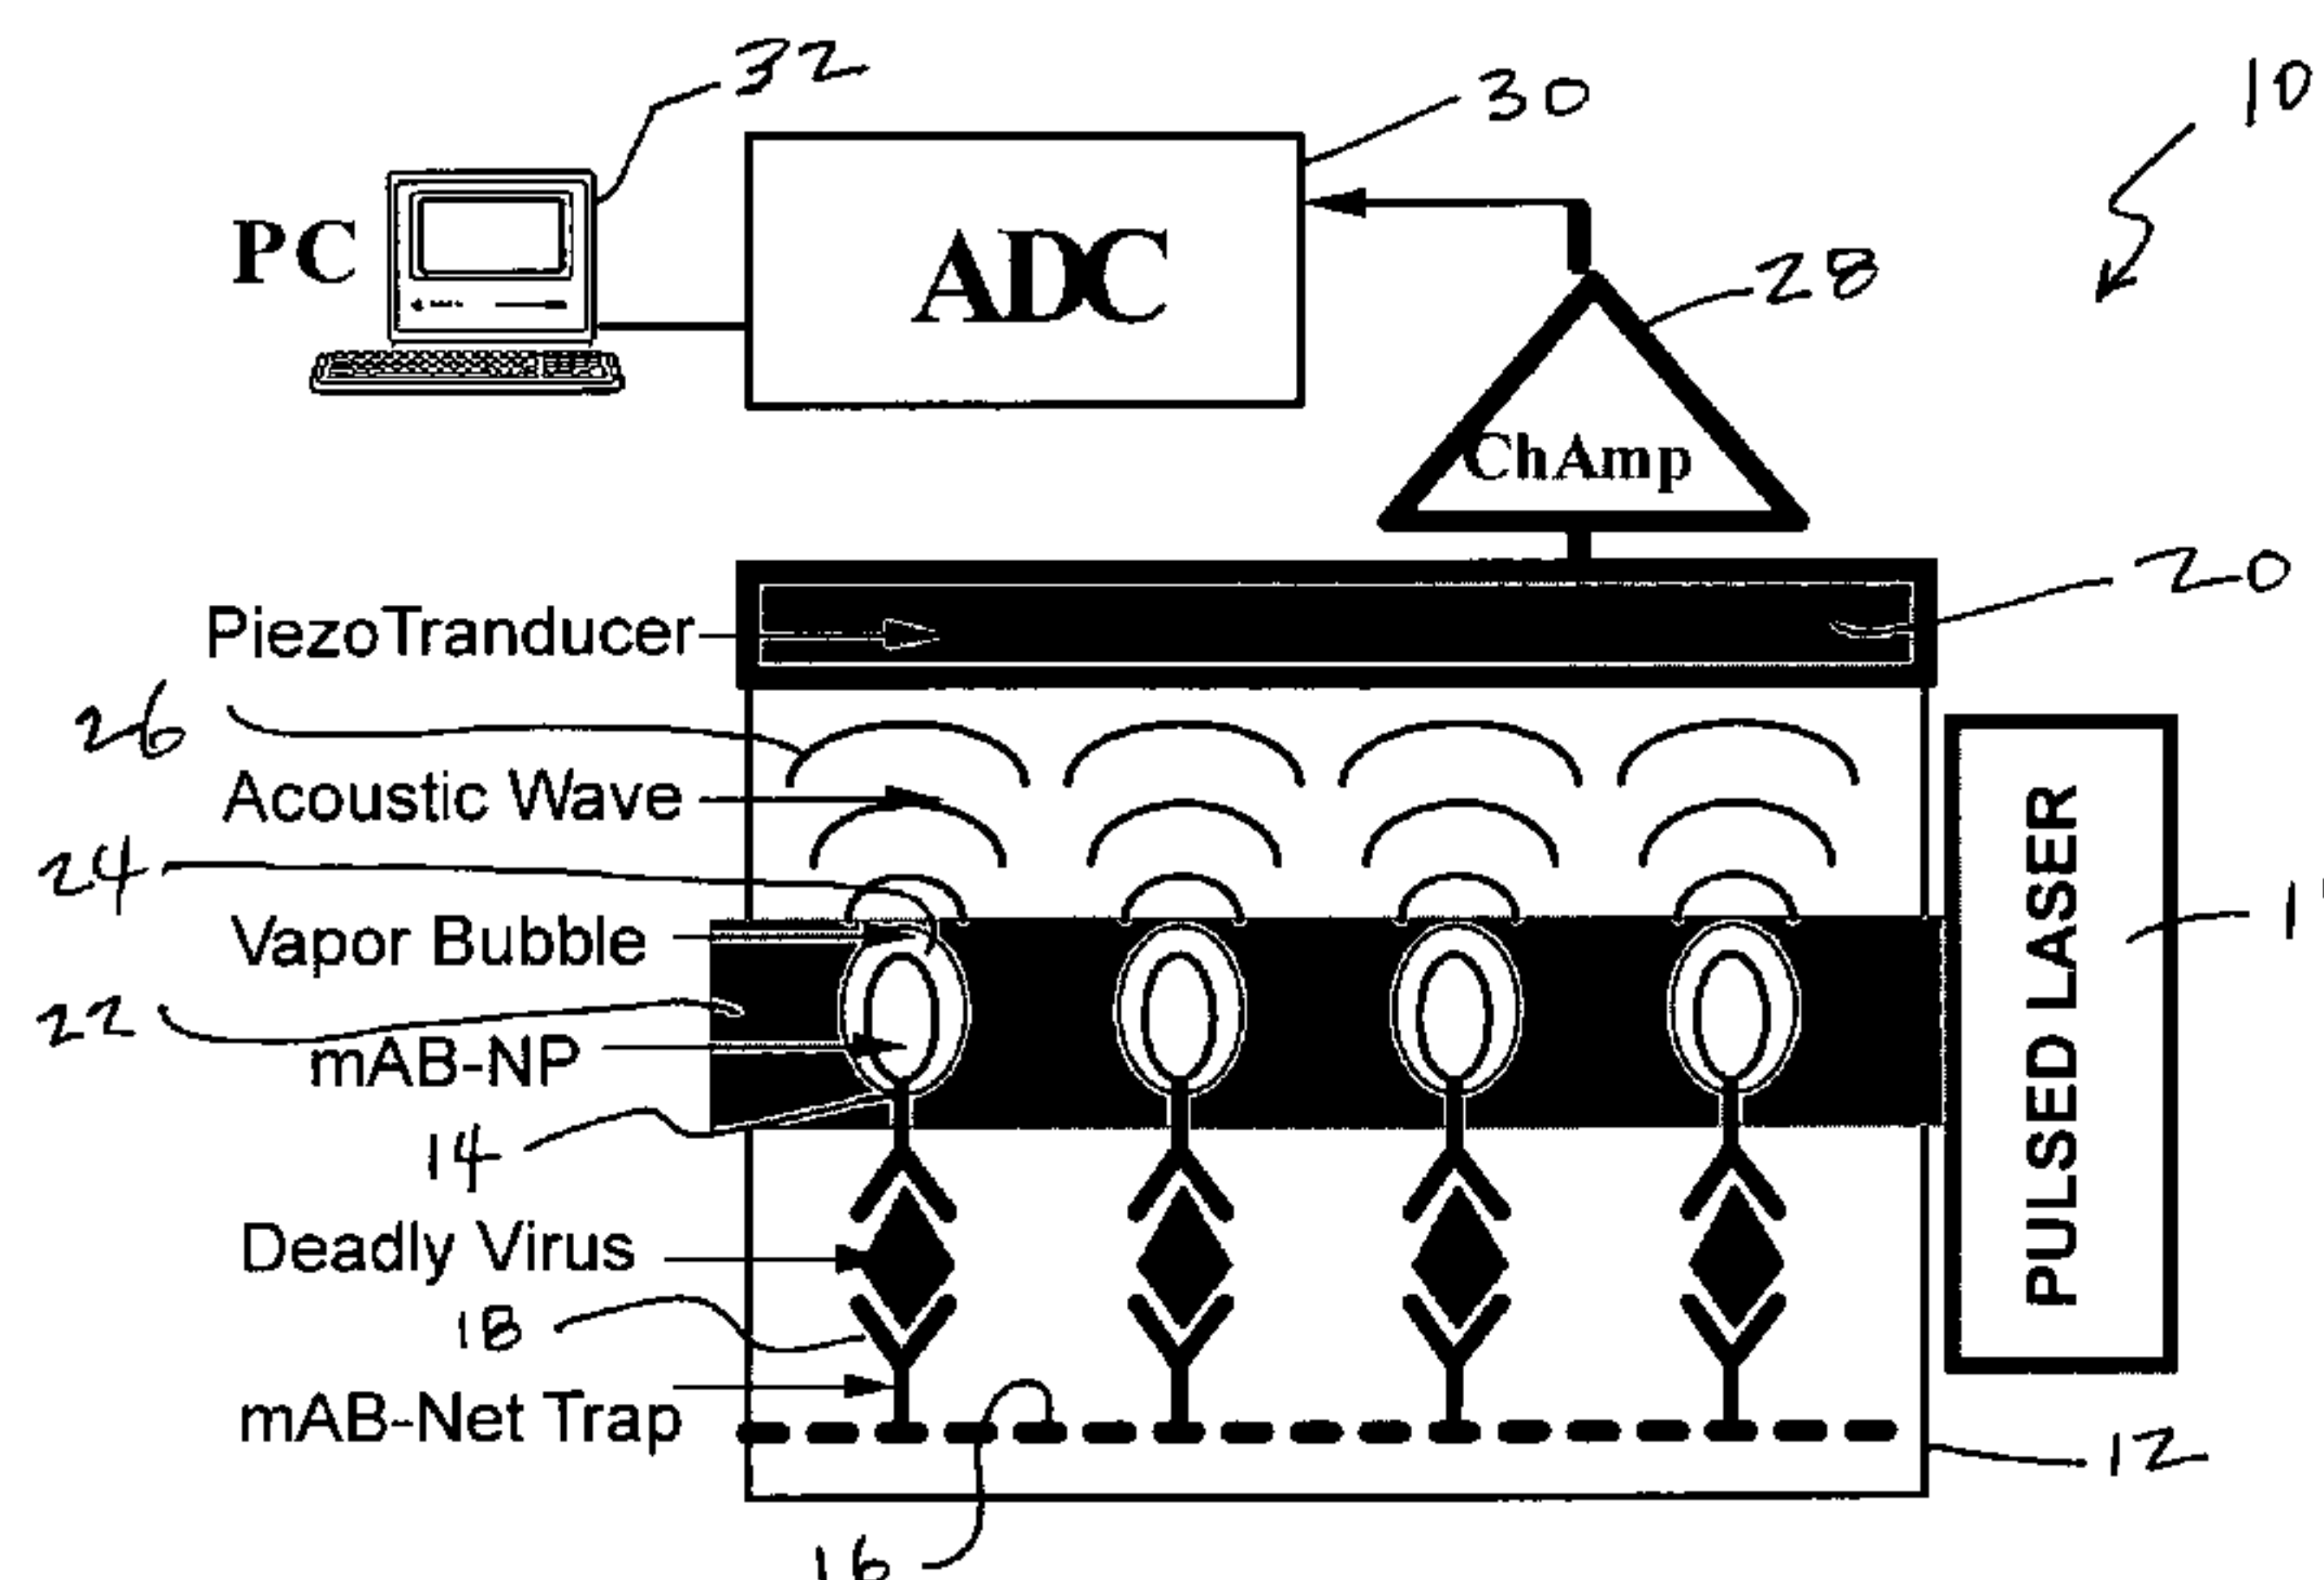 32
30
10
PC
ADC
28
ChAmp
20
PiezoTranducer
26
Acoustic Wave
24
Vapor Bubble
PULSED LASER
22
mAB-NP
14
Deadly Virus
18
mAB-Net Trap
12
16